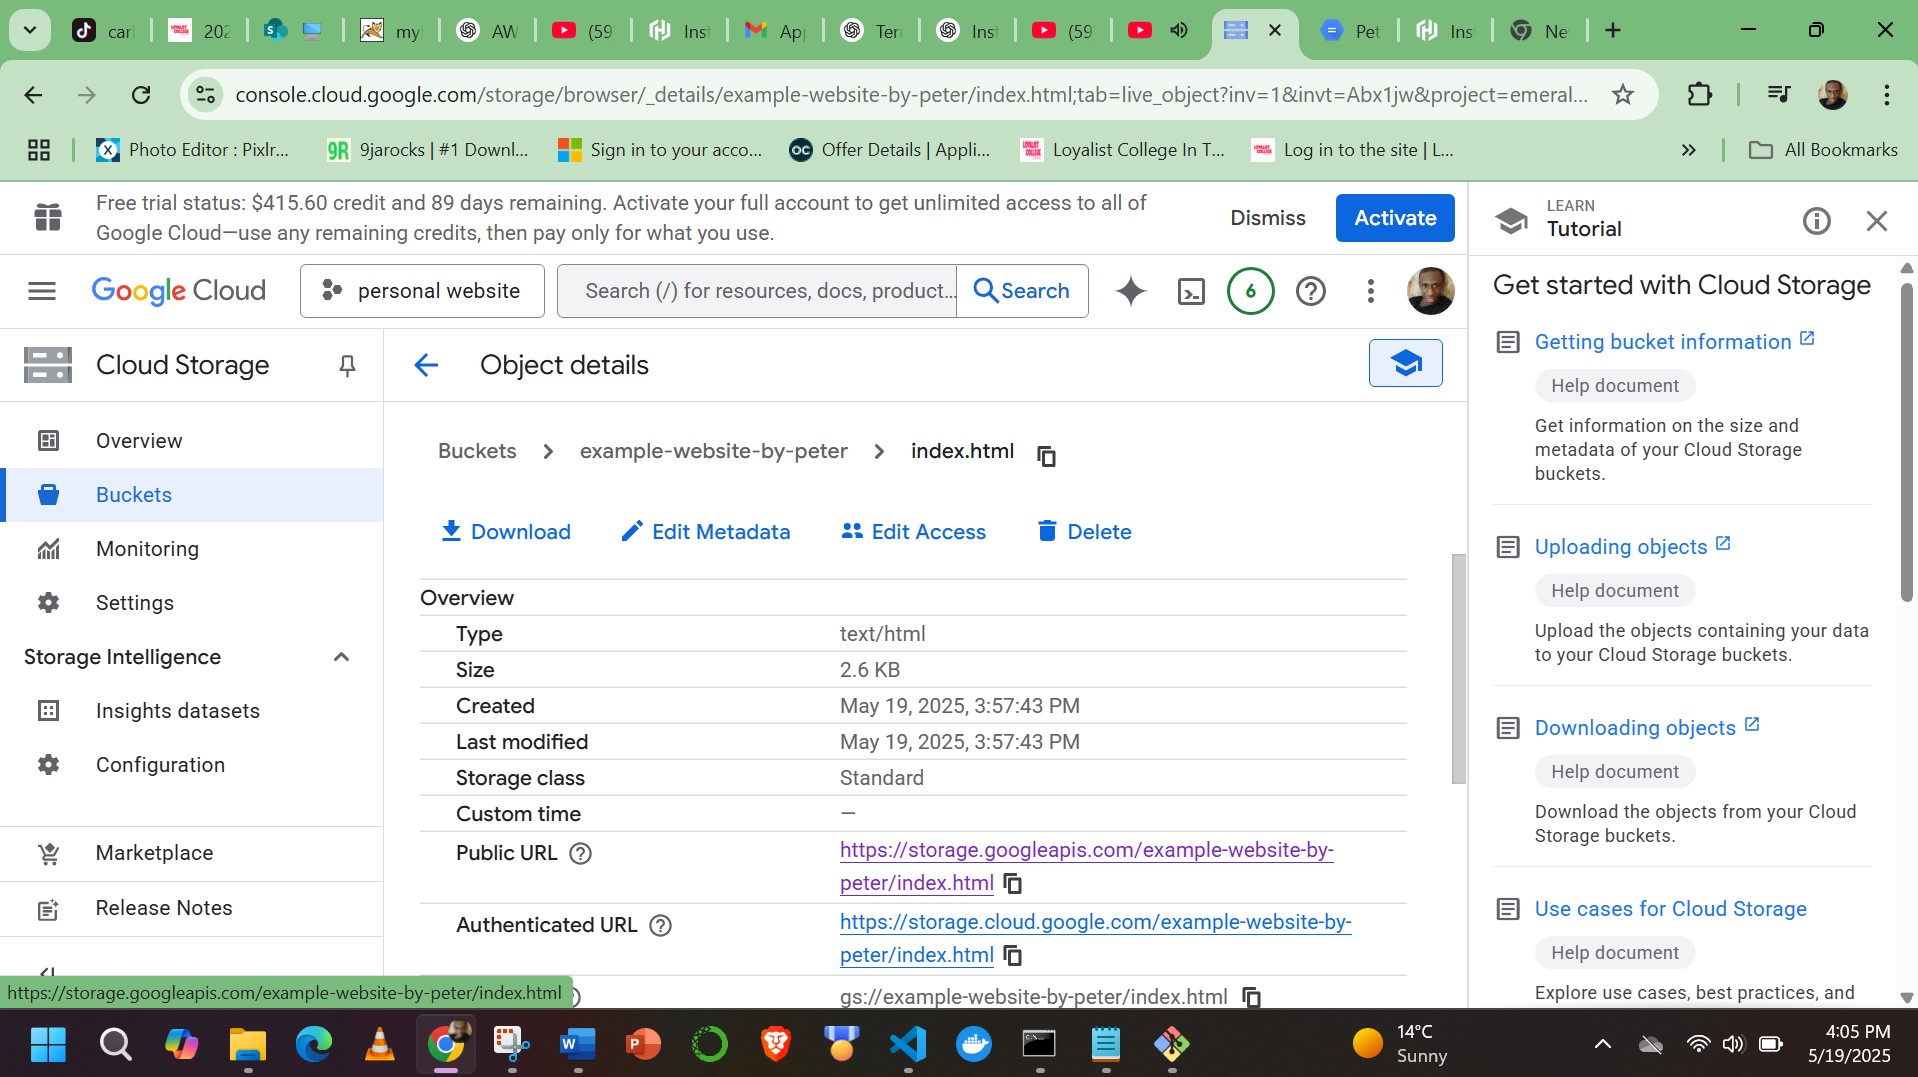 car
202
my
AW
(59
Inst
App
Ter
Inst
(59
Pet
Ins
Ne
console.cloud.google.com/storage/browser/_details/example-website-by-peter/index.html;tab=live_object?inv=1&invt=Abx1jw&project=emeral...
Photo Editor : Pixlr...
9jarocks | #1 Downl...
Sign in to your acco...
Offer Details | Appli...
Loyalist College In T...
Log in to the site | L...
All Bookmarks
Free trial status: $415.60 credit and 89 days remaining. Activate your full account to get unlimited access to all of
Google Cloud—use any remaining credits, then pay only for what you use.
Dismiss
Activate
LEARN
Tutorial
Google Cloud
personal website
Search (/) for resources, docs, product...
Search
6
Get started with Cloud Storage
Cloud Storage
Object details
Overview
Buckets
Monitoring
Settings
Storage Intelligence
Insights datasets
Configuration
Marketplace
Release Notes
Buckets > example-website-by-peter > index.html
Download
Edit Metadata
Edit Access
Delete
Overview
Type text/html
Size 2.6 KB
Created May 19, 2025, 3:57:43 PM
Last modified May 19, 2025, 3:57:43 PM
Storage class Standard
Custom time —
Public URL https://storage.googleapis.com/example-website-by-
peter/index.html
Authenticated URL https://storage.cloud.google.com/example-website-by-
peter/index.html
gs://example-website-by-peter/index.html
Getting bucket information
Help document
Get information on the size and
metadata of your Cloud Storage
buckets.
Uploading objects
Help document
Upload the objects containing your data
to your Cloud Storage buckets.
Downloading objects
Help document
Download the objects from your Cloud
Storage buckets.
Use cases for Cloud Storage
Help document
Explore use cases, best practices, and
https://storage.googleapis.com/example-website-by-peter/index.html
14°C
Sunny
4:05 PM
5/19/2025